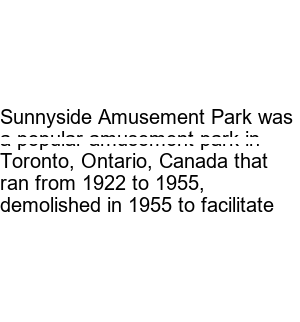 Sunnyside Amusement Park was
a popular amusement park in
Toronto, Ontario, Canada that
ran from 1922 to 1955,
demolished in 1955 to facilitate